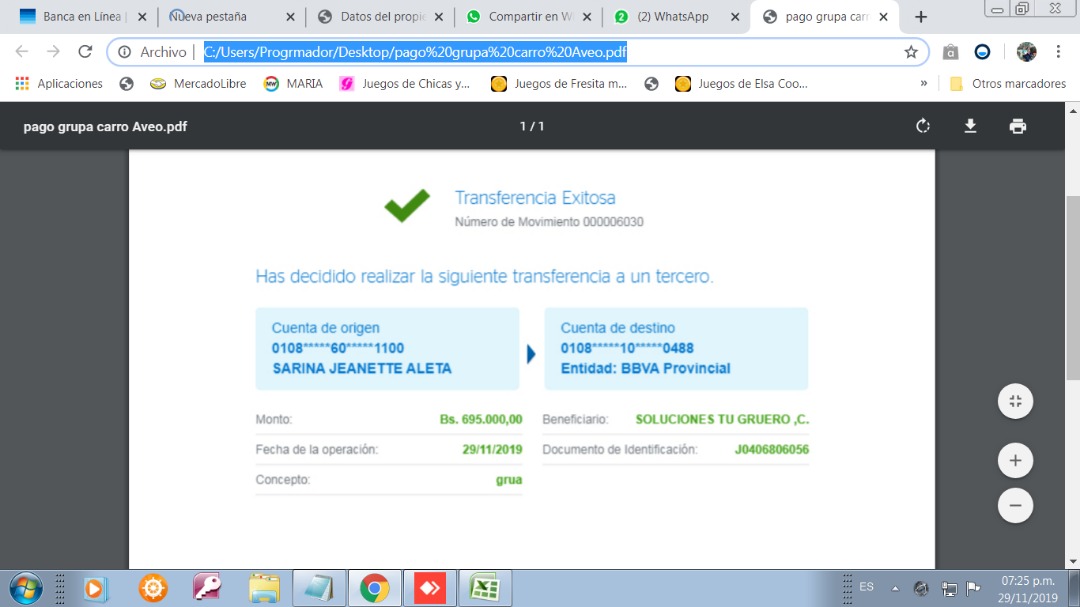 Banca en Línea
Nueva pestaña
Datos del propie
Compartir en W
(2) WhatsApp
pago grupa carr
Archivo
C:/Users/Progrmador/Desktop/pago%20grupa%20carro%20Aveo.pdf
Aplicaciones
MercadoLibre
MARIA
Juegos de Chicas y...
Juegos de Fresita m...
Juegos de Elsa Coo...
»
Otros marcadores
pago grupa carro Aveo.pdf
1 / 1
Transferencia Exitosa
Número de Movimiento 000006030
Has decidido realizar la siguiente transferencia a un tercero.
Cuenta de origen
0108*****60*****1100
SARINA JEANETTE ALETA
Cuenta de destino
0108*****10*****0488
Entidad: BBVA Provincial
Monto: Bs. 695.000,00
Fecha de la operación: 29/11/2019
Concepto: grua
Beneficiario: SOLUCIONES TU GRUERO ,C.
Documento de Identificación: J0406806056
ES
07:25 p.m.
29/11/2019